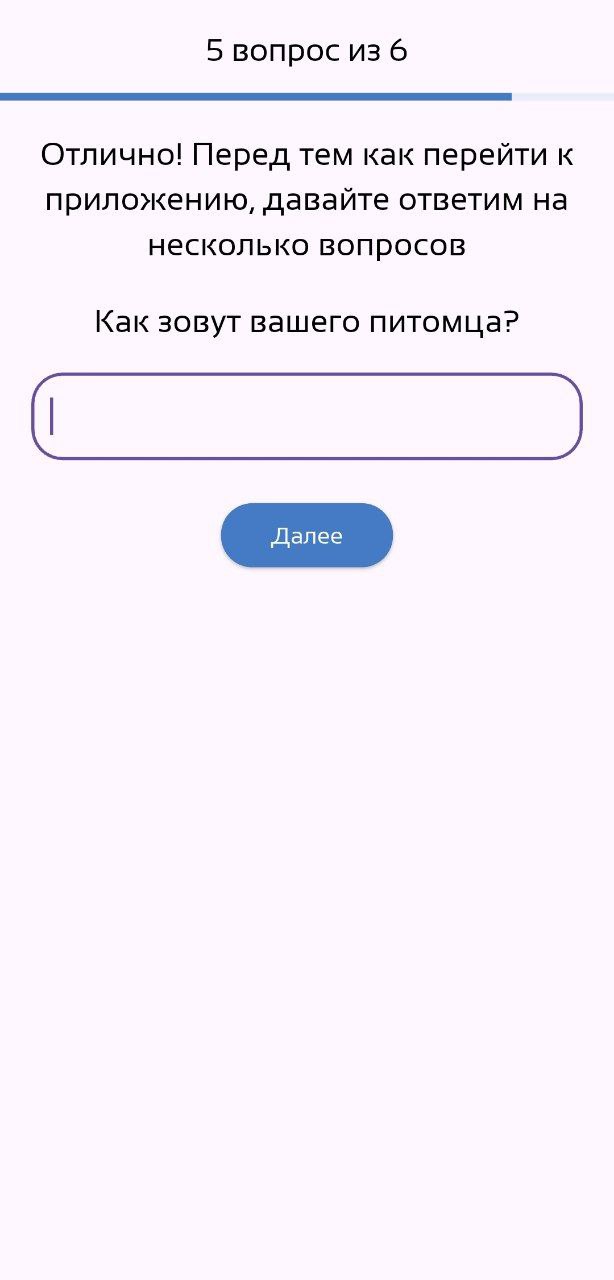 5 вопрос из 6
Отлично! Перед тем как перейти к
приложению, давайте ответим на
несколько вопросов
Как зовут вашего питомца?
Далее